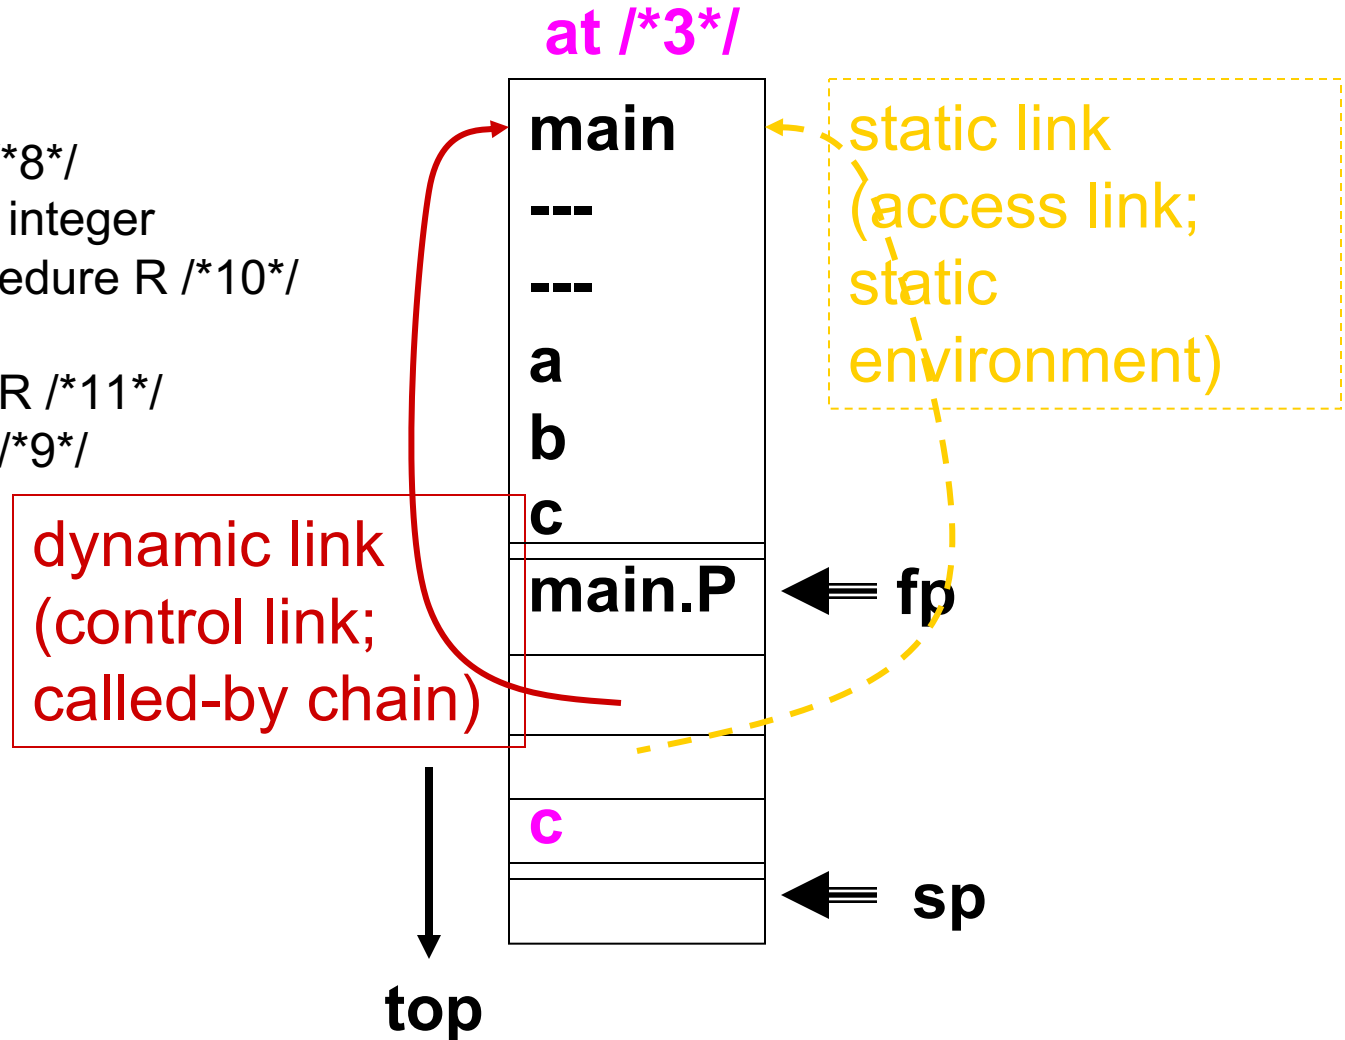 at /*3*/
*8*/
integer
edure R /*10*/
R /*11*/
/*9*/
main
---
---
a
b
c
main.P
c
static link
(access link;
static
environment)
dynamic link
(control link;
called-by chain)
fp
sp
top